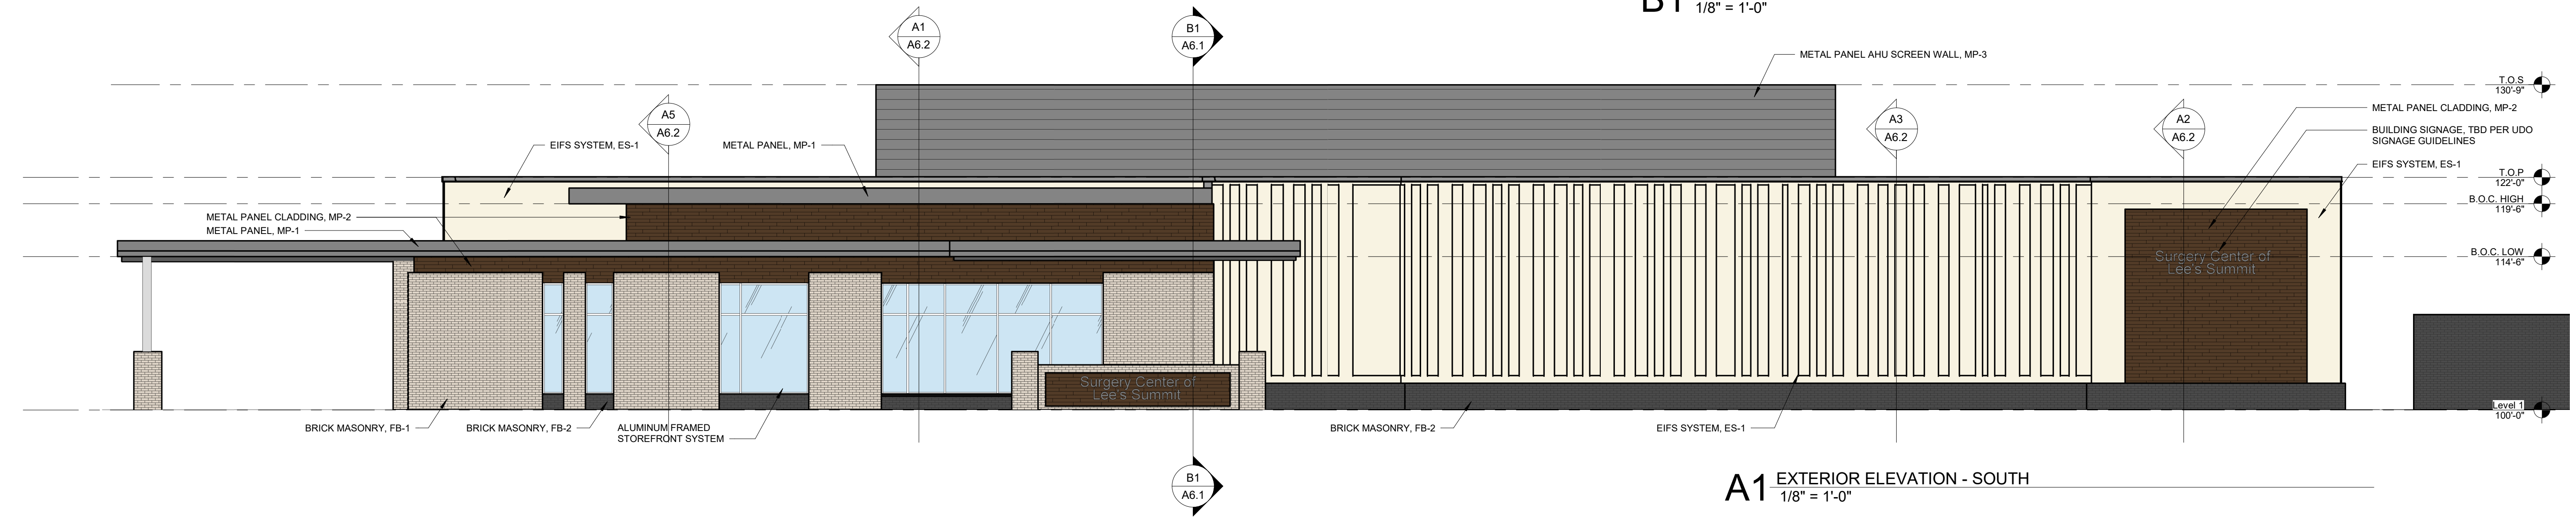 B1
1/8" = 1'-0"
A1
A6.2
B1
A6.1
METAL PANEL AHU SCREEN WALL, MP-3
T.O.S
130'-9"
A5
A6.2
A3
A6.2
A2
A6.2
METAL PANEL CLADDING, MP-2
BUILDING SIGNAGE, TBD PER UDO
SIGNAGE GUIDELINES
EIFS SYSTEM, ES-1
METAL PANEL, MP-1
EIFS SYSTEM, ES-1
T.O.P
122'-0"
B.O.C. HIGH
119'-6"
METAL PANEL CLADDING, MP-2
METAL PANEL, MP-1
B.O.C. LOW
114'-6"
Surgery Center of
Lee's Summit
Surgery Center of
Lee's Summit
Level 1
100'-0"
BRICK MASONRY, FB-1
BRICK MASONRY, FB-2
ALUMINUM FRAMED
STOREFRONT SYSTEM
BRICK MASONRY, FB-2
EIFS SYSTEM, ES-1
B1
A6.1
A1
EXTERIOR ELEVATION - SOUTH
1/8" = 1'-0"